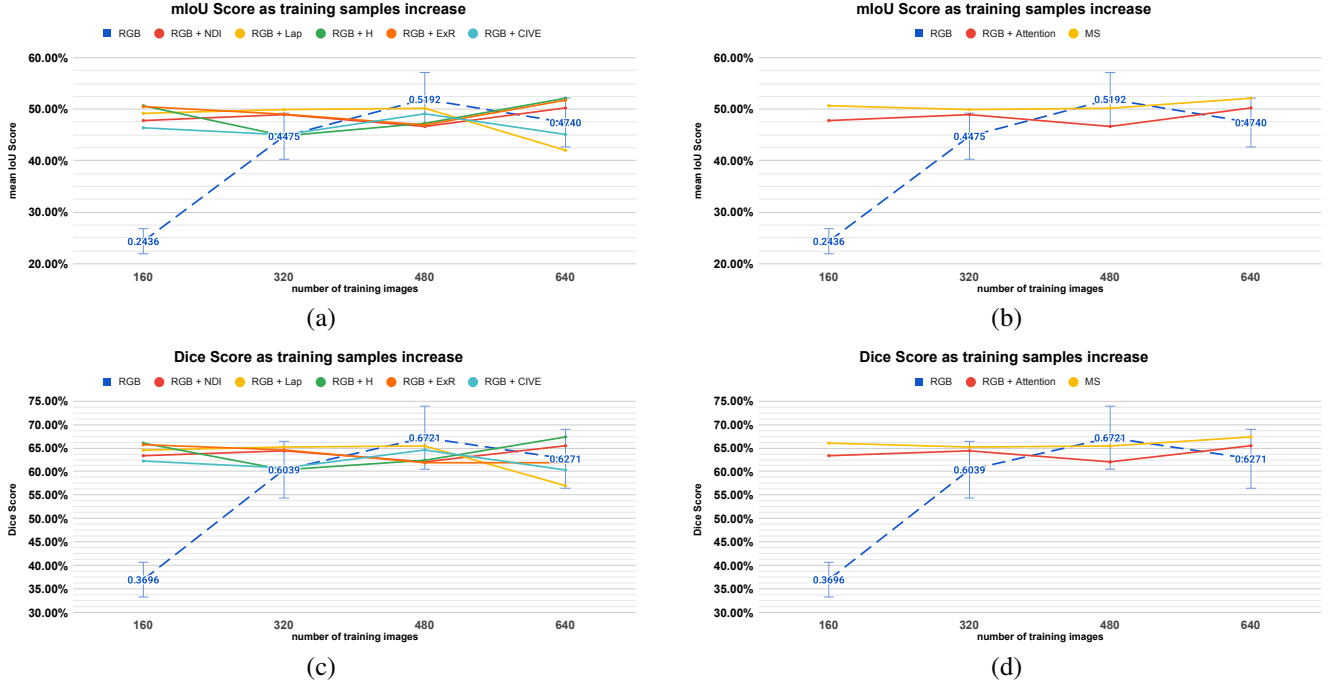 mIoU Score as training samples increase
RGB RGB + NDI RGB + Lap RGB + H RGB + ExR RGB + CIVE
60.00%
50.00%
40.00%
30.00%
20.00%
mean IoU Score
0.2436
0.4475
0.5192
0.4740
160 320 480 640
number of training images
(a)
mIoU Score as training samples increase
RGB RGB + Attention MS
60.00%
50.00%
40.00%
30.00%
20.00%
mean IoU Score
0.2436
0.4475
0.5192
0.4740
160 320 480 640
number of training images
(b)
Dice Score as training samples increase
RGB RGB + NDI RGB + Lap RGB + H RGB + ExR RGB + CIVE
75.00%
70.00%
65.00%
60.00%
55.00%
50.00%
45.00%
40.00%
35.00%
30.00%
Dice Score
0.3696
0.6039
0.6721
0.6271
160 320 480 640
number of training images
(c)
Dice Score as training samples increase
RGB RGB + Attention MS
75.00%
70.00%
65.00%
60.00%
55.00%
50.00%
45.00%
40.00%
35.00%
30.00%
Dice Score
0.3696
0.6039
0.6721
0.6271
160 320 480 640
number of training images
(d)